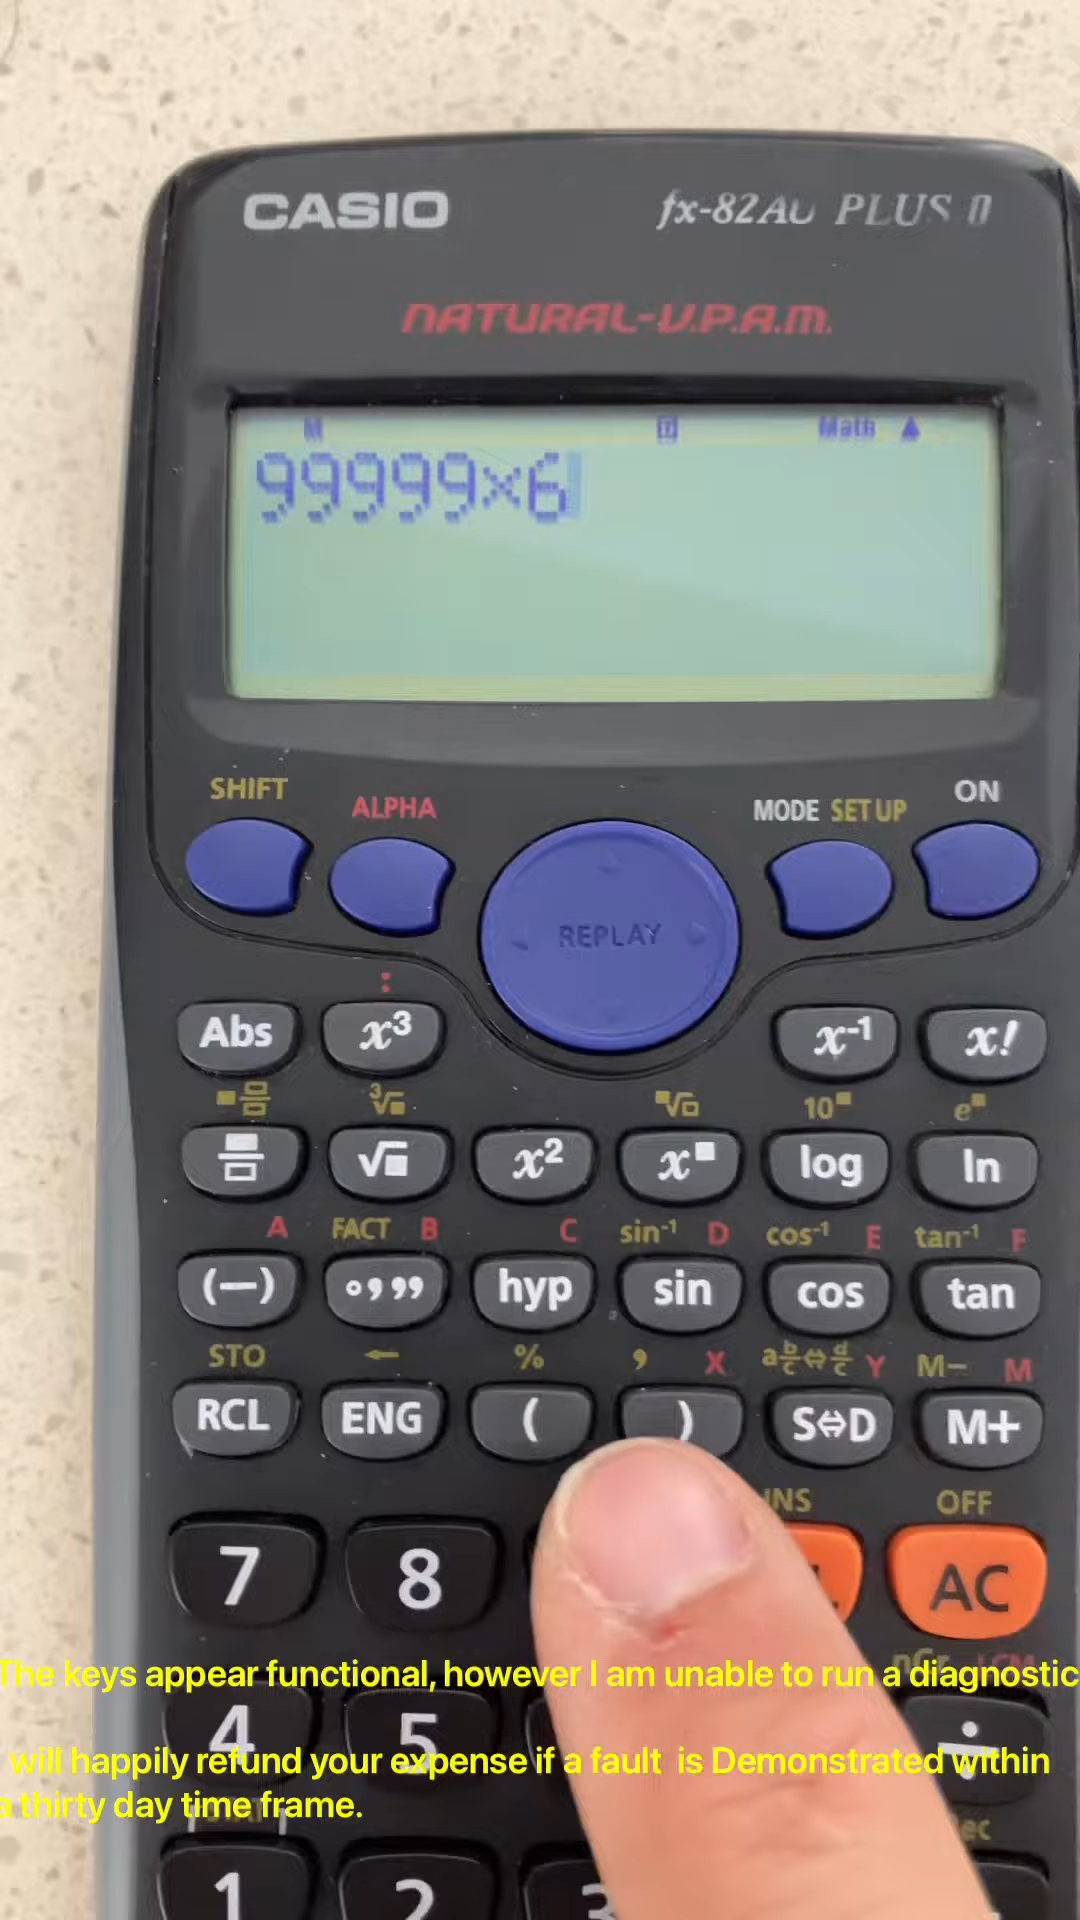 CASIO
fx-82AU PLUS II
NATURAL-V.P.A.M.
M Math ▲
99999×6
SHIFT ALPHA MODE SETUP ON
REPLAY
:
Abs x³ x⁻¹ x!
■ ³√■ ■√□ 10■ e■
√■ x² x■ log ln
A FACT B C sin⁻¹ D cos⁻¹ E tan⁻¹ F
(−) °,,, hyp sin cos tan
STO ← % , X a b/c⇔d/c Y M− M
RCL ENG ( ) S⇔D M+
INS OFF
7 8 AC
The keys appear functional, however I am unable to run a diagnostic
4 5 ÷
will happily refund your expense if a fault is Demonstrated within
a thirty day time frame.
1 2 3